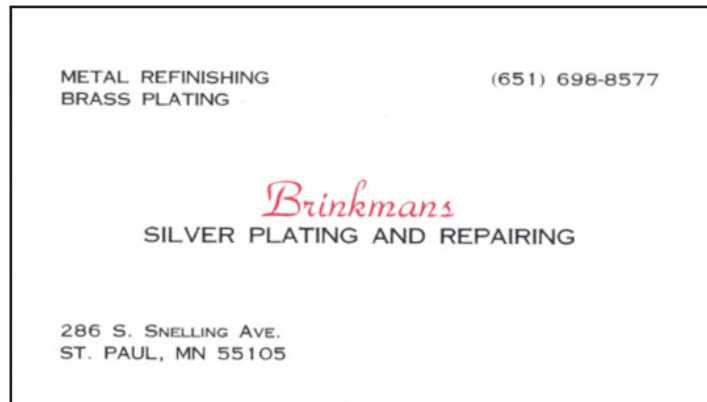 METAL REFINISHING
BRASS PLATING
(651) 698-8577
Brinkmans
SILVER PLATING AND REPAIRING
286 S. SNELLING AVE.
ST. PAUL, MN 55105